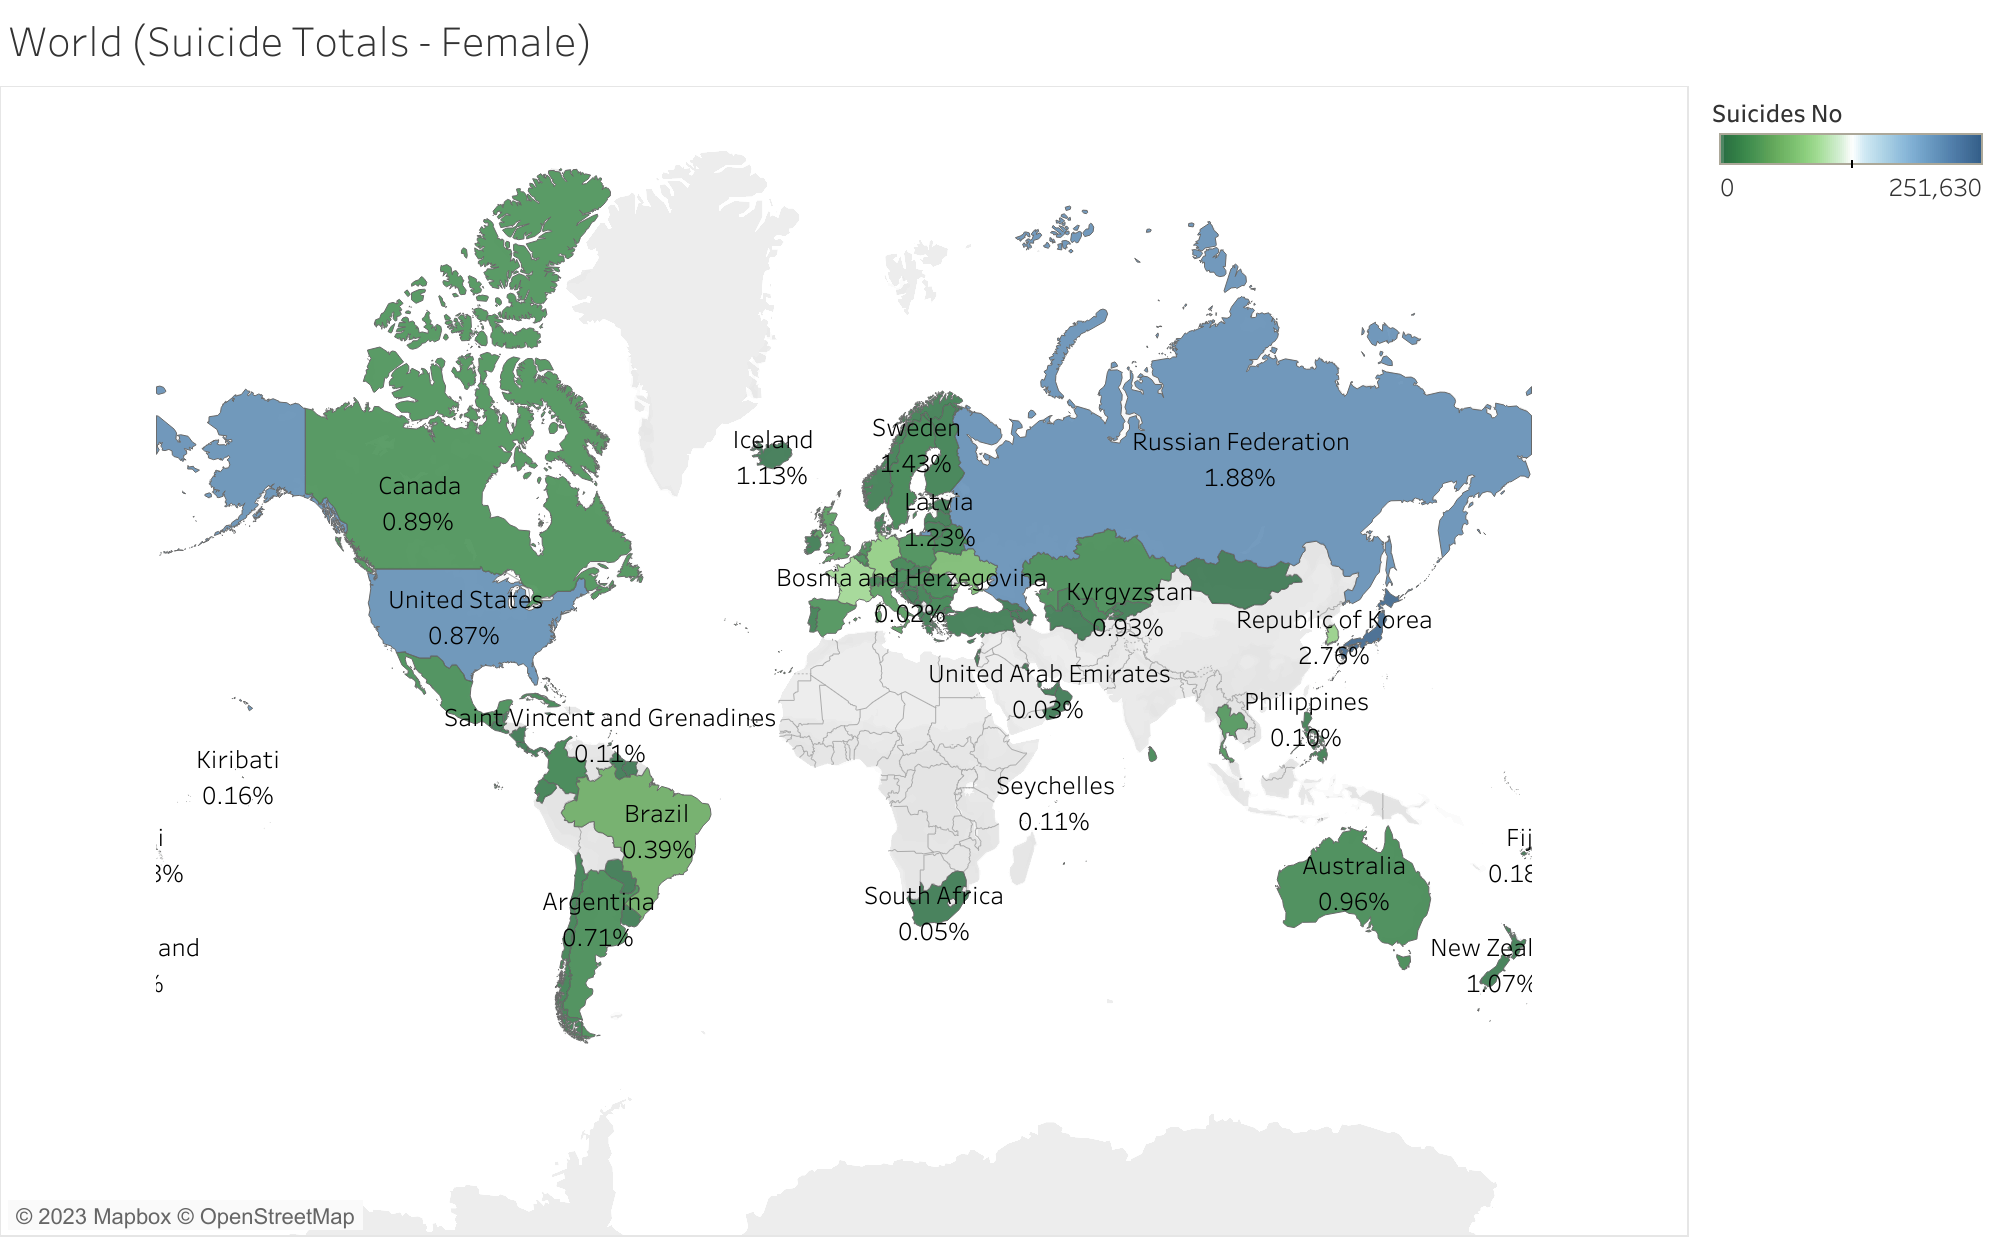 World (Suicide Totals - Female)
Suicides No
0
251,630
Iceland
1.13%
Sweden
1.43%
Russian Federation
1.88%
Canada
0.89%
Latvia
1.23%
Bosnia and Herzegovina
0.02%
Kyrgyzstan
0.93%
United States
0.87%
Republic of Korea
2.76%
United Arab Emirates
0.03%
Philippines
0.10%
Saint Vincent and Grenadines
0.11%
Kiribati
0.16%
Seychelles
0.11%
Brazil
0.39%
i
3%
Fij
0.18
Australia
0.96%
South Africa
0.05%
Argentina
0.71%
and
%
New Zeal
1.07%
© 2023 Mapbox © OpenStreetMap